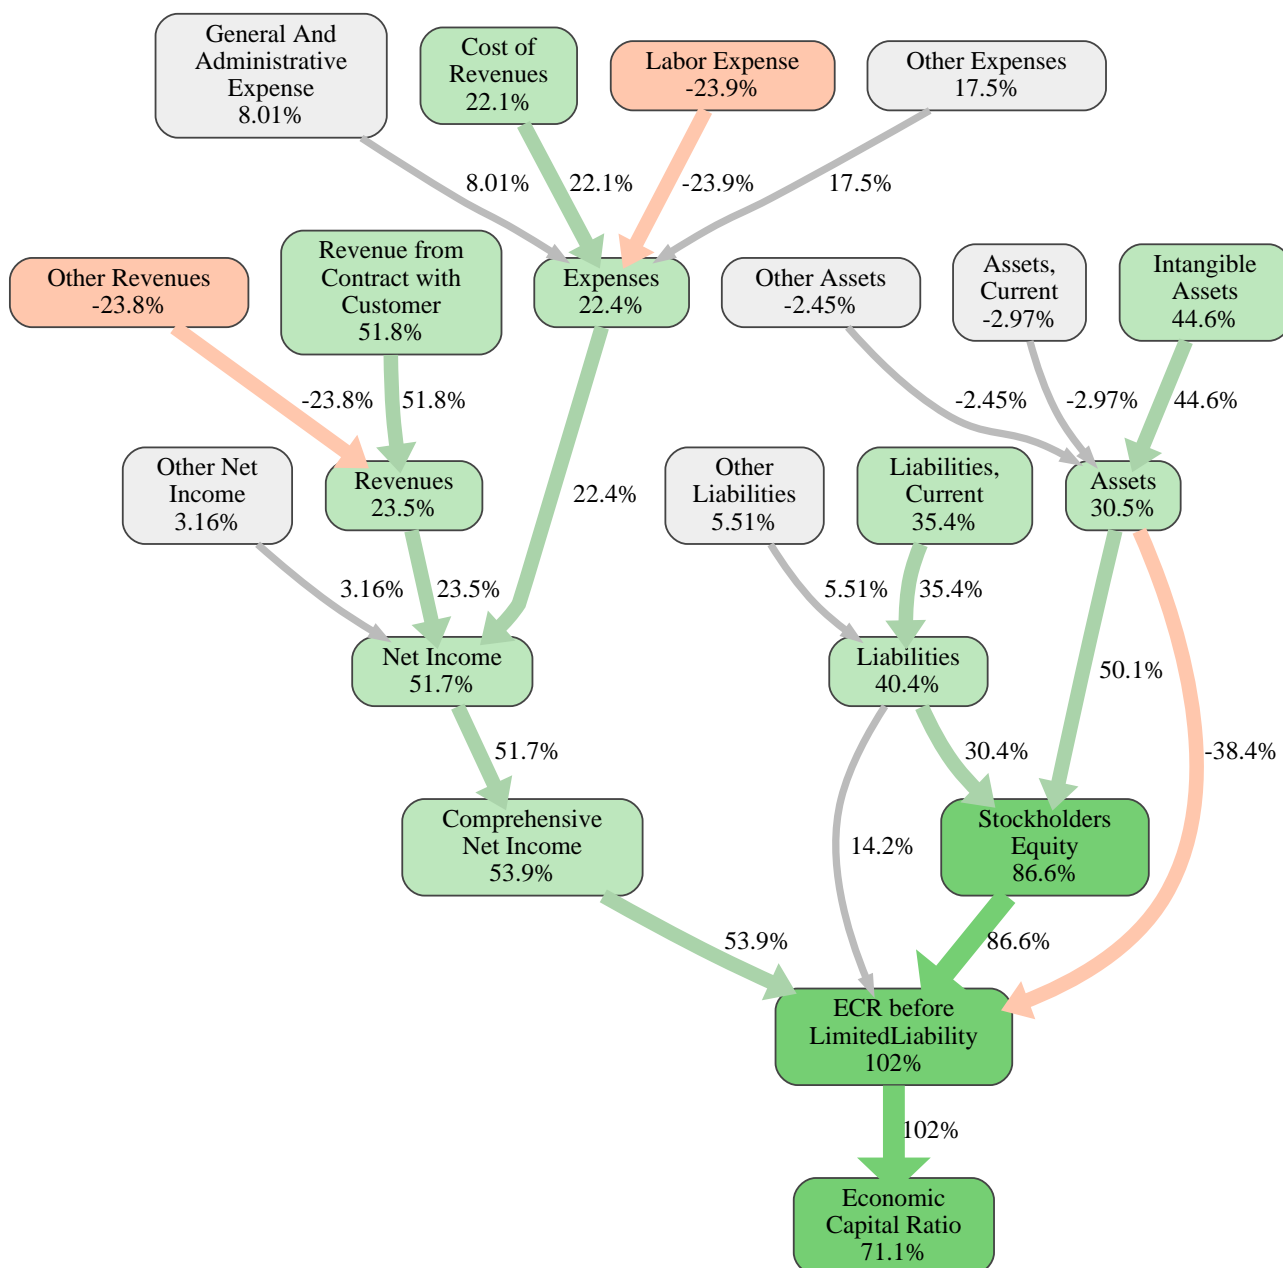 General And
Administrative
Expense
8.01%
Cost of
Revenues
22.1%
Labor Expense
-23.9%
Other Expenses
17.5%
8.01%
22.1%
-23.9%
17.5%
Other Revenues
-23.8%
Revenue from
Contract with
Customer
51.8%
Expenses
22.4%
Other Assets
-2.45%
Assets,
Current
-2.97%
Intangible
Assets
44.6%
-23.8%
51.8%
-2.45%
-2.97%
44.6%
Other Net
Income
3.16%
Revenues
23.5%
22.4%
Other
Liabilities
5.51%
Liabilities,
Current
35.4%
Assets
30.5%
3.16%
23.5%
5.51%
35.4%
Net Income
51.7%
Liabilities
40.4%
50.1%
51.7%
30.4%
-38.4%
Comprehensive
Net Income
53.9%
14.2%
Stockholders
Equity
86.6%
53.9%
86.6%
ECR before
LimitedLiability
102%
102%
Economic
Capital Ratio
71.1%